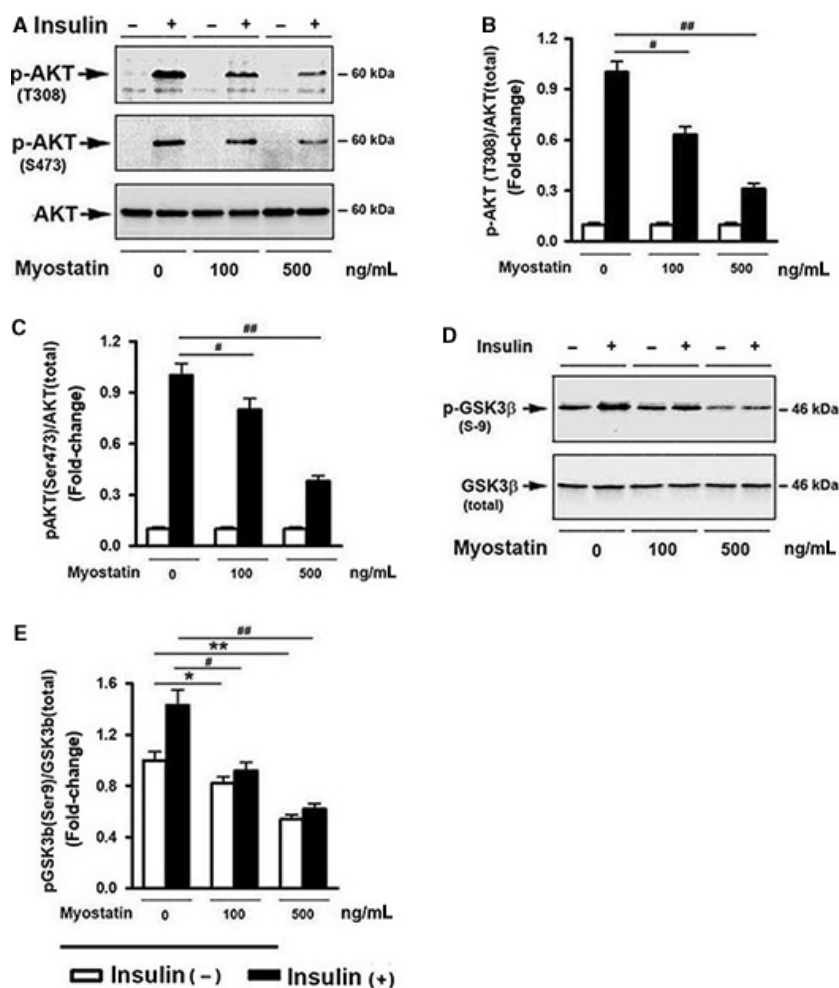 A Insulin – + – + – +
p-AKT
(T308)
– 60 kDa
p-AKT
(S473)
AKT
– 60 kDa
Myostatin 0 100 500 ng/mL
B
# 
##
p-AKT (T308)/AKT(total)
(Fold-change)
1.2
0.9
0.6
0.3
0.0
Myostatin 0 100 500 ng/mL
C
##
#
pAKT(Ser473)/AKT(total)
(Fold-change)
1.2
0.9
0.6
0.3
0.0
Myostatin 0 100 500 ng/mL
D
Insulin – + – + – +
p-GSK3β
(S-9)
– 46 kDa
GSK3β
(total)
– 46 kDa
Myostatin 0 100 500 ng/mL
E
##
**
#
*
pGSK3b(Ser9)/GSK3b(total)
(Fold-change)
1.6
1.2
0.8
0.4
0.0
Myostatin 0 100 500 ng/mL
Insulin (–) Insulin (+)